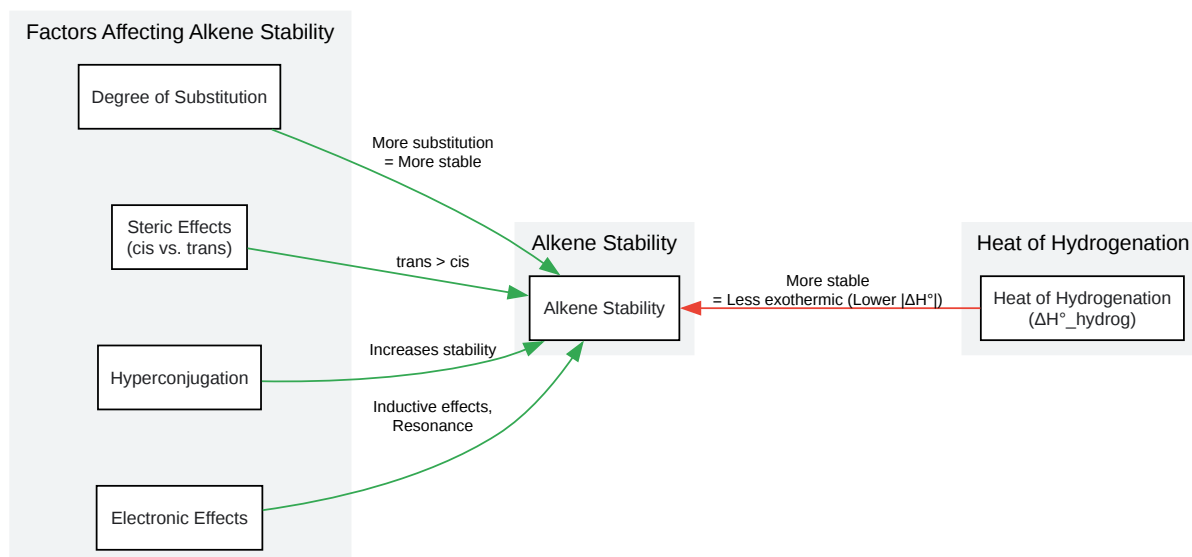 Factors Affecting Alkene Stability
Degree of Substitution
More substitution
= More stable
Steric Effects
(cis vs. trans)
trans > cis
Alkene Stability
Alkene Stability
Heat of Hydrogenation
More stable
= Less exothermic (Lower |ΔH°|)
Heat of Hydrogenation
(ΔH°_hydrog)
Increases stability
Hyperconjugation
Inductive effects,
Resonance
Electronic Effects